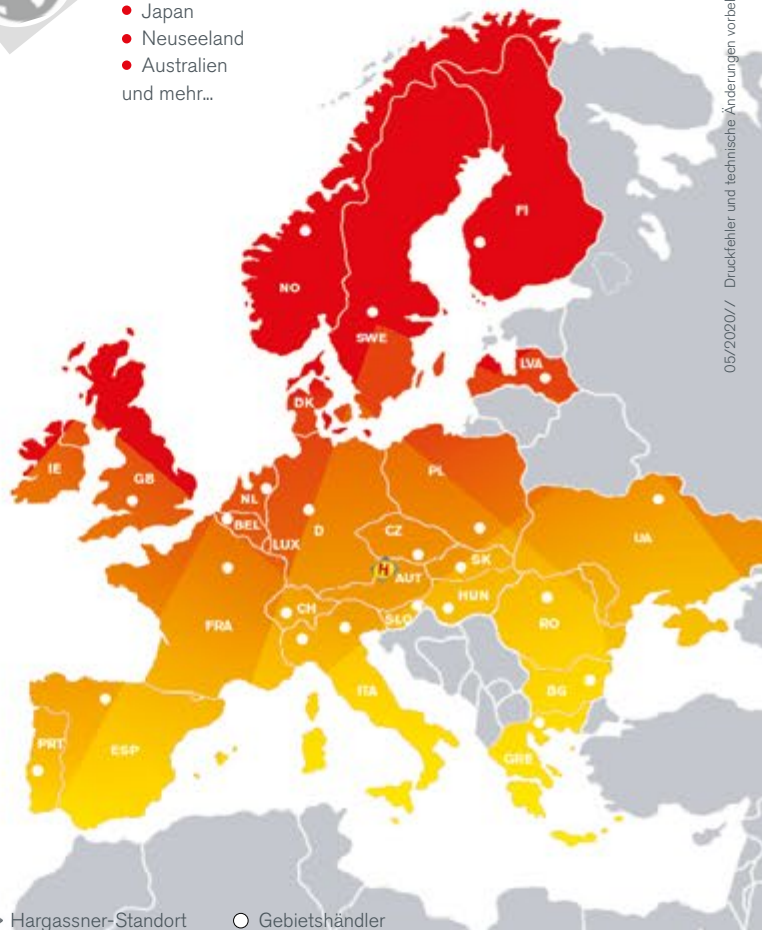 Japan
Neuseeland
Australien
und mehr...
FI
NO
SWE
LVA
DK
IE
GB
NL
PL
BEL
D
LUX
CZ
UA
SK
H
AUT
HUN
CH
SLO
RO
FRA
ITA
BG
PRT
ESP
GRE
Hargassner-Standort
Gebietshändler
05/2020// Druckfehler und technische Änderungen